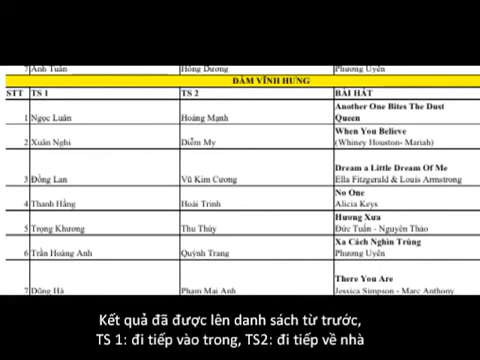 7 Anh Tuấn Hồng Dương Phương Uyên
ĐÀM VĨNH HƯNG
STT TS 1 TS 2 BÀI HÁT
Another One Bites The Dust
1 Ngọc Luân Hoàng Mạnh Queen
When You Believe
2 Xuân Nghi Diễm My (Whiney Houston- Mariah)
Dream a Little Dream Of Me
3 Đồng Lan Vũ Kim Cương Ella Fitzgerald & Louis Armstrong
No One
4 Thanh Hằng Hoài Trinh Alicia Keys
Hương Xưa
5 Trọng Khương Thu Thủy Đức Tuấn - Nguyên Thảo
Xa Cách Nghìn Trùng
6 Trần Hoàng Anh Quỳnh Trang Phương Uyên
There You Are
7 Dũng Hà Phạm Mai Anh Jessica Simpson - Marc Anthony
Kết quả đã được lên danh sách từ trước,
TS 1: đi tiếp vào trong, TS2: đi tiếp về nhà